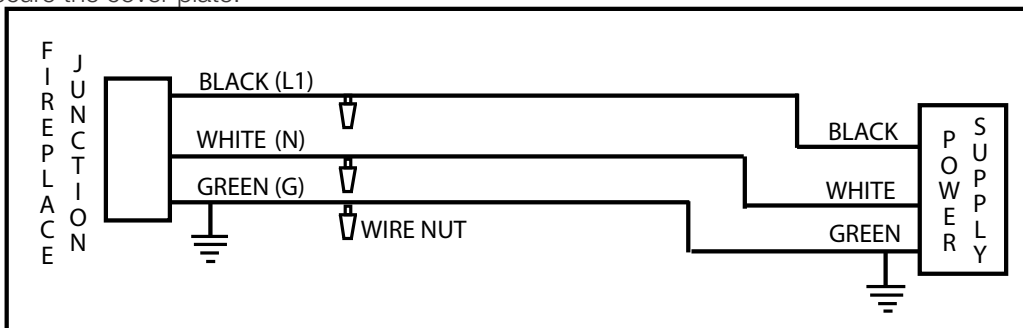 secure the cover plate.
FIREPLACE
JUNCTION
BLACK (L1)
WHITE (N)
GREEN (G)
WIRE NUT
BLACK
WHITE
GREEN
POWER
SUPPLY